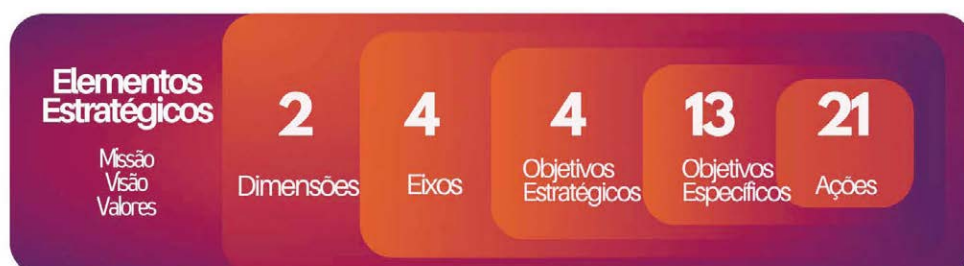 Elementos
Estratégicos
Missão
Visão
Valores
2
Dimensões
4
Eixos
4
Objetivos
Estratégicos
13
Objetivos
Específicos
21
Ações